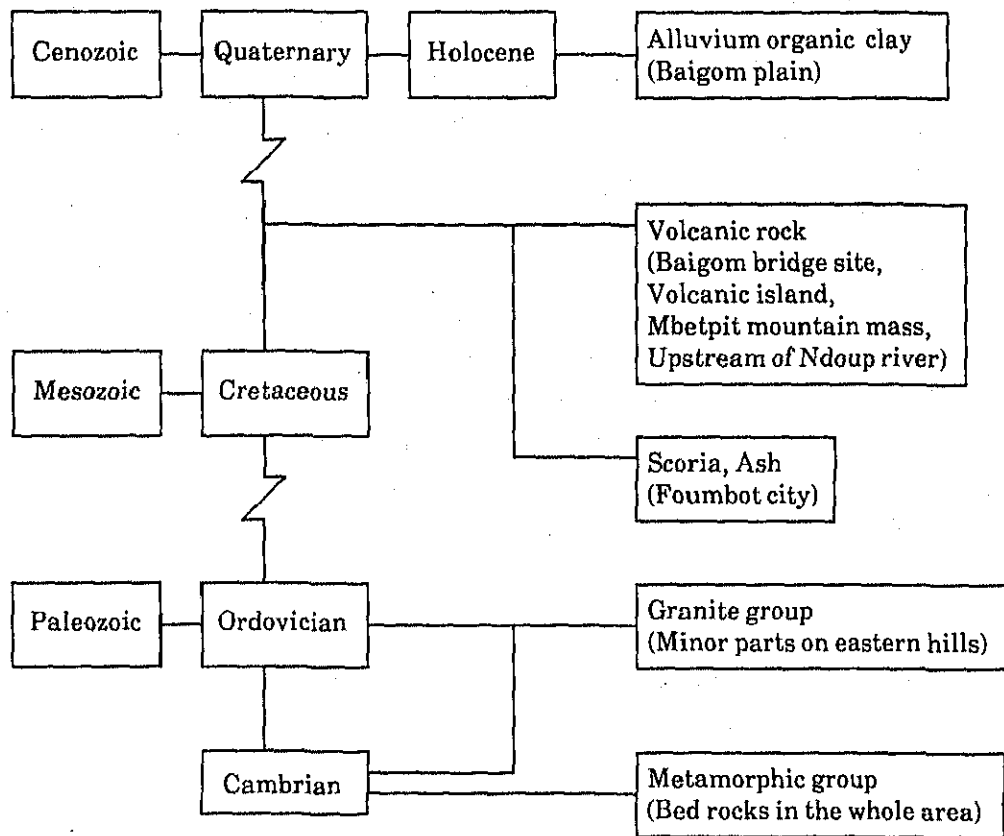 Cenozoic
Quaternary
Holocene
Alluvium organic clay
(Baigom plain)
Volcanic rock
(Baigom bridge site,
Volcanic island,
Mbetpit mountain mass,
Upstream of Ndoup river)
Mesozoic
Cretaceous
Scoria, Ash
(Foumbot city)
Paleozoic
Ordovician
Granite group
(Minor parts on eastern hills)
Cambrian
Metamorphic group
(Bed rocks in the whole area)